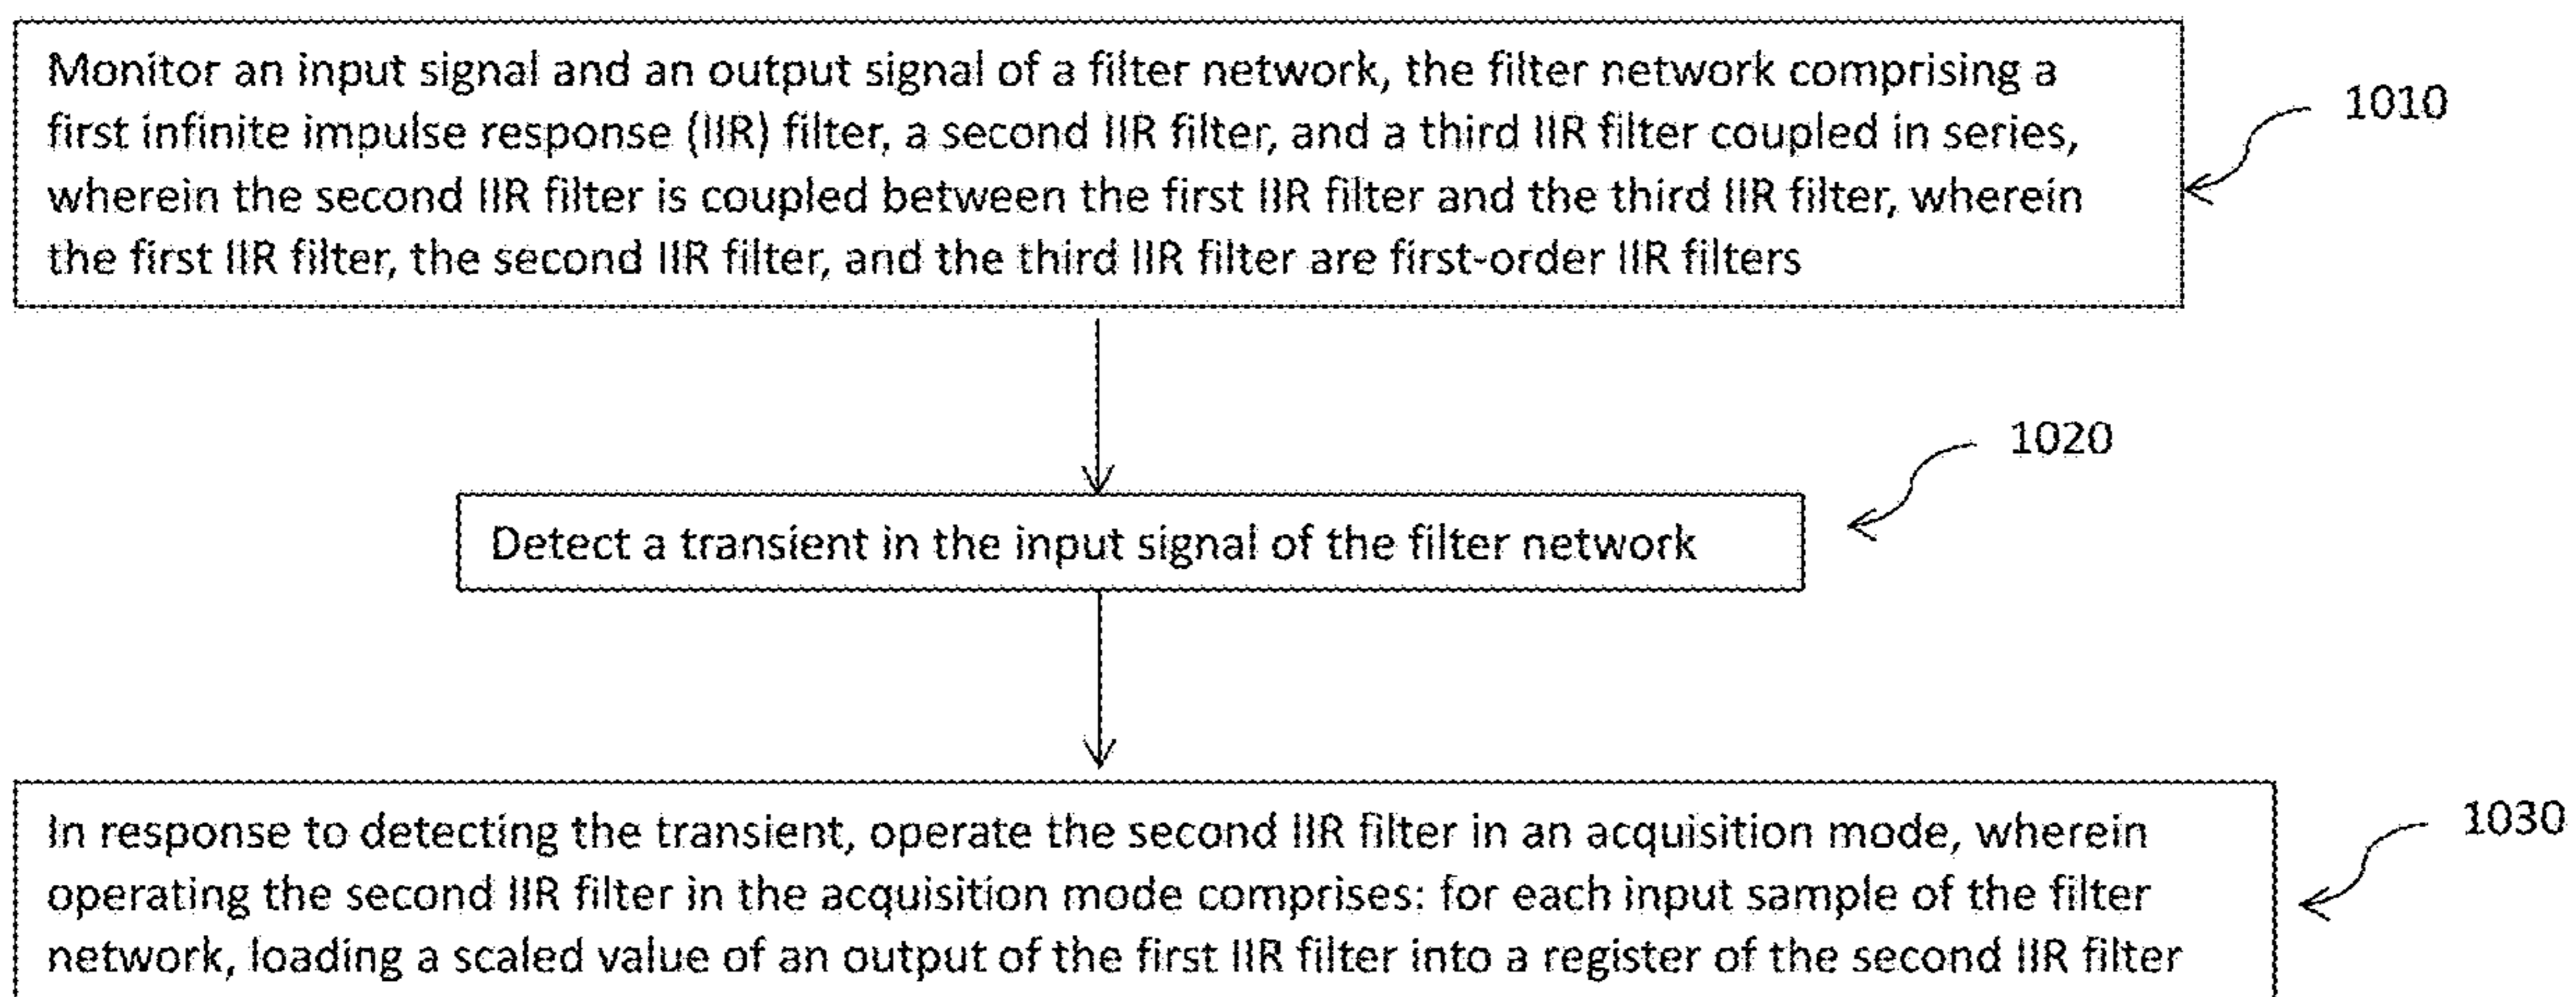 Monitor an input signal and an output signal of a filter network, the filter network comprising a
first infinite impulse response (IIR) filter, a second IIR filter, and a third IIR filter coupled in series,
wherein the second IIR filter is coupled between the first IIR filter and the third IIR filter, wherein
the first IIR filter, the second IIR filter, and the third IIR filter are first-order IIR filters
1010
1020
Detect a transient in the input signal of the filter network
In response to detecting the transient, operate the second IIR filter in an acquisition mode, wherein
operating the second IIR filter in the acquisition mode comprises: for each input sample of the filter
network, loading a scaled value of an output of the first IIR filter into a register of the second IIR filter
1030